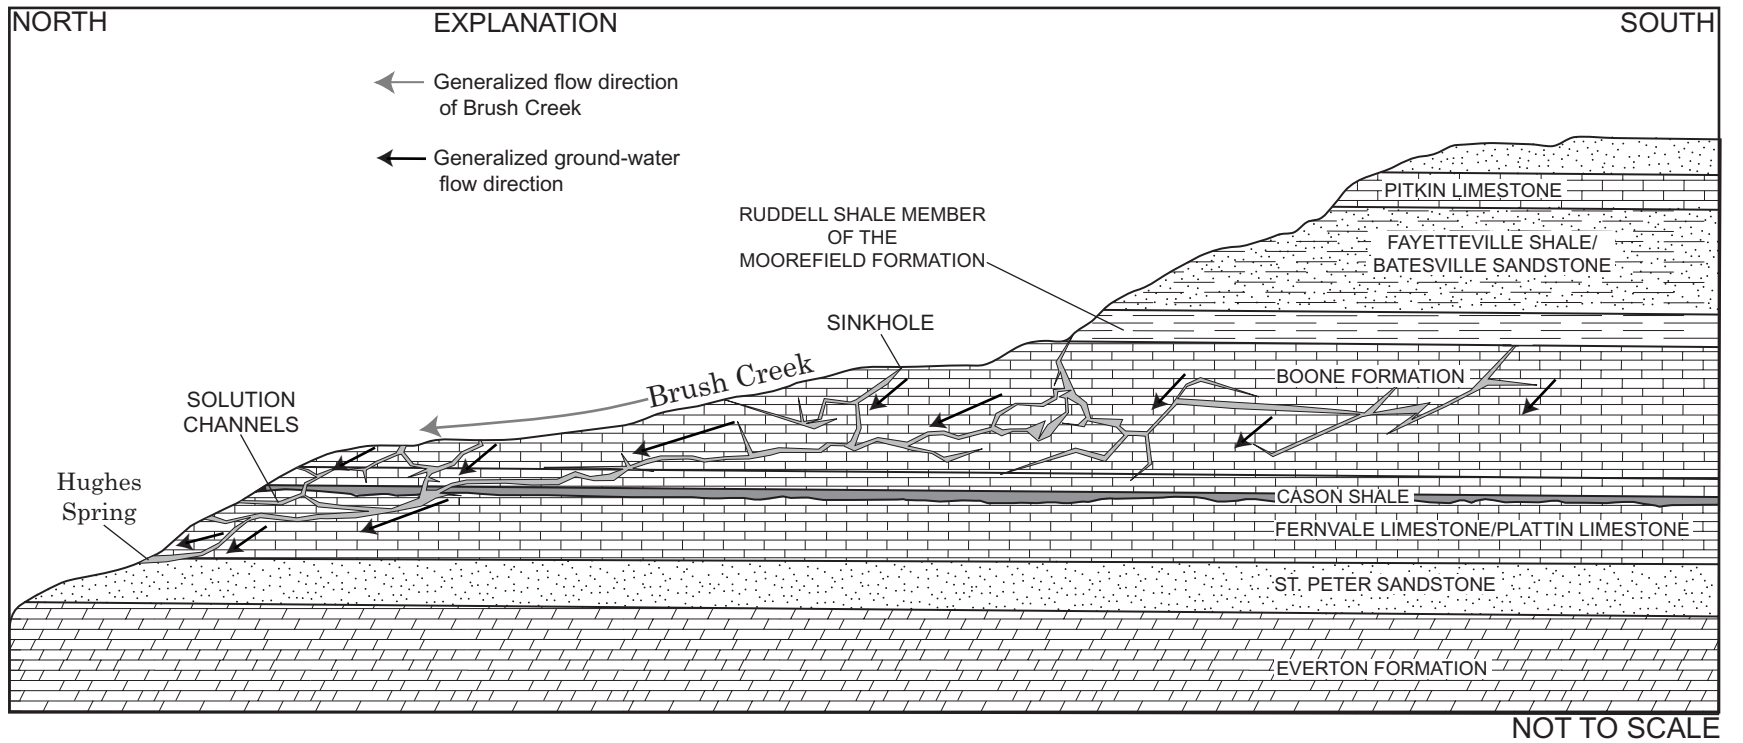 NORTH
EXPLANATION
SOUTH
Generalized flow direction
of Brush Creek
Generalized ground-water
flow direction
PITKIN LIMESTONE
RUDDELL SHALE MEMBER
OF THE
MOOREFIELD FORMATION
FAYETTEVILLE SHALE/
BATESVILLE SANDSTONE
SINKHOLE
Brush Creek
BOONE FORMATION
SOLUTION
CHANNELS
Hughes
Spring
CASON SHALE
FERNVALE LIMESTONE/PLATTIN LIMESTONE
ST. PETER SANDSTONE
EVERTON FORMATION
NOT TO SCALE